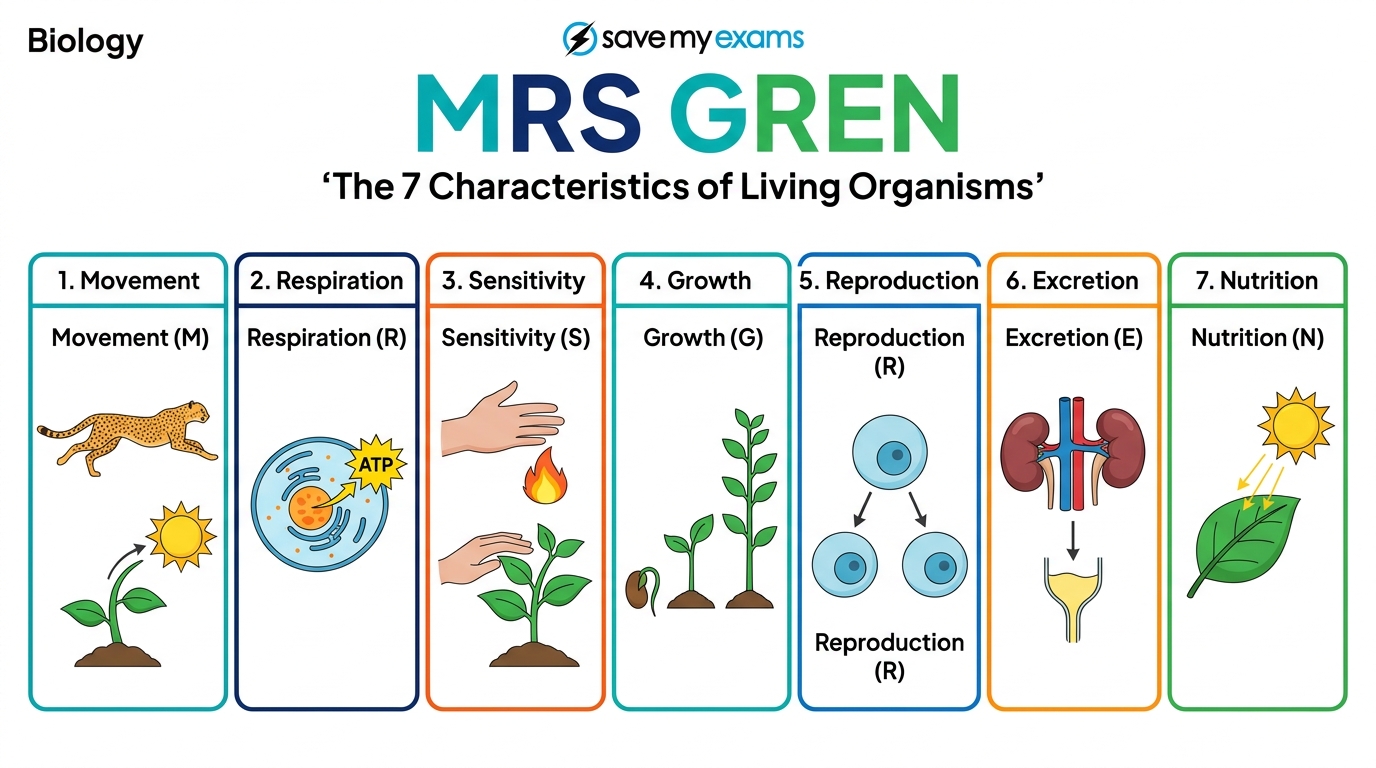 Biology
save my exams
MRS GREN
‘The 7 Characteristics of Living Organisms’
1. Movement
Movement (M)
2. Respiration
Respiration (R)
ATP
3. Sensitivity
Sensitivity (S)
4. Growth
Growth (G)
5. Reproduction
Reproduction
(R)
Reproduction
(R)
6. Excretion
Excretion (E)
7. Nutrition
Nutrition (N)